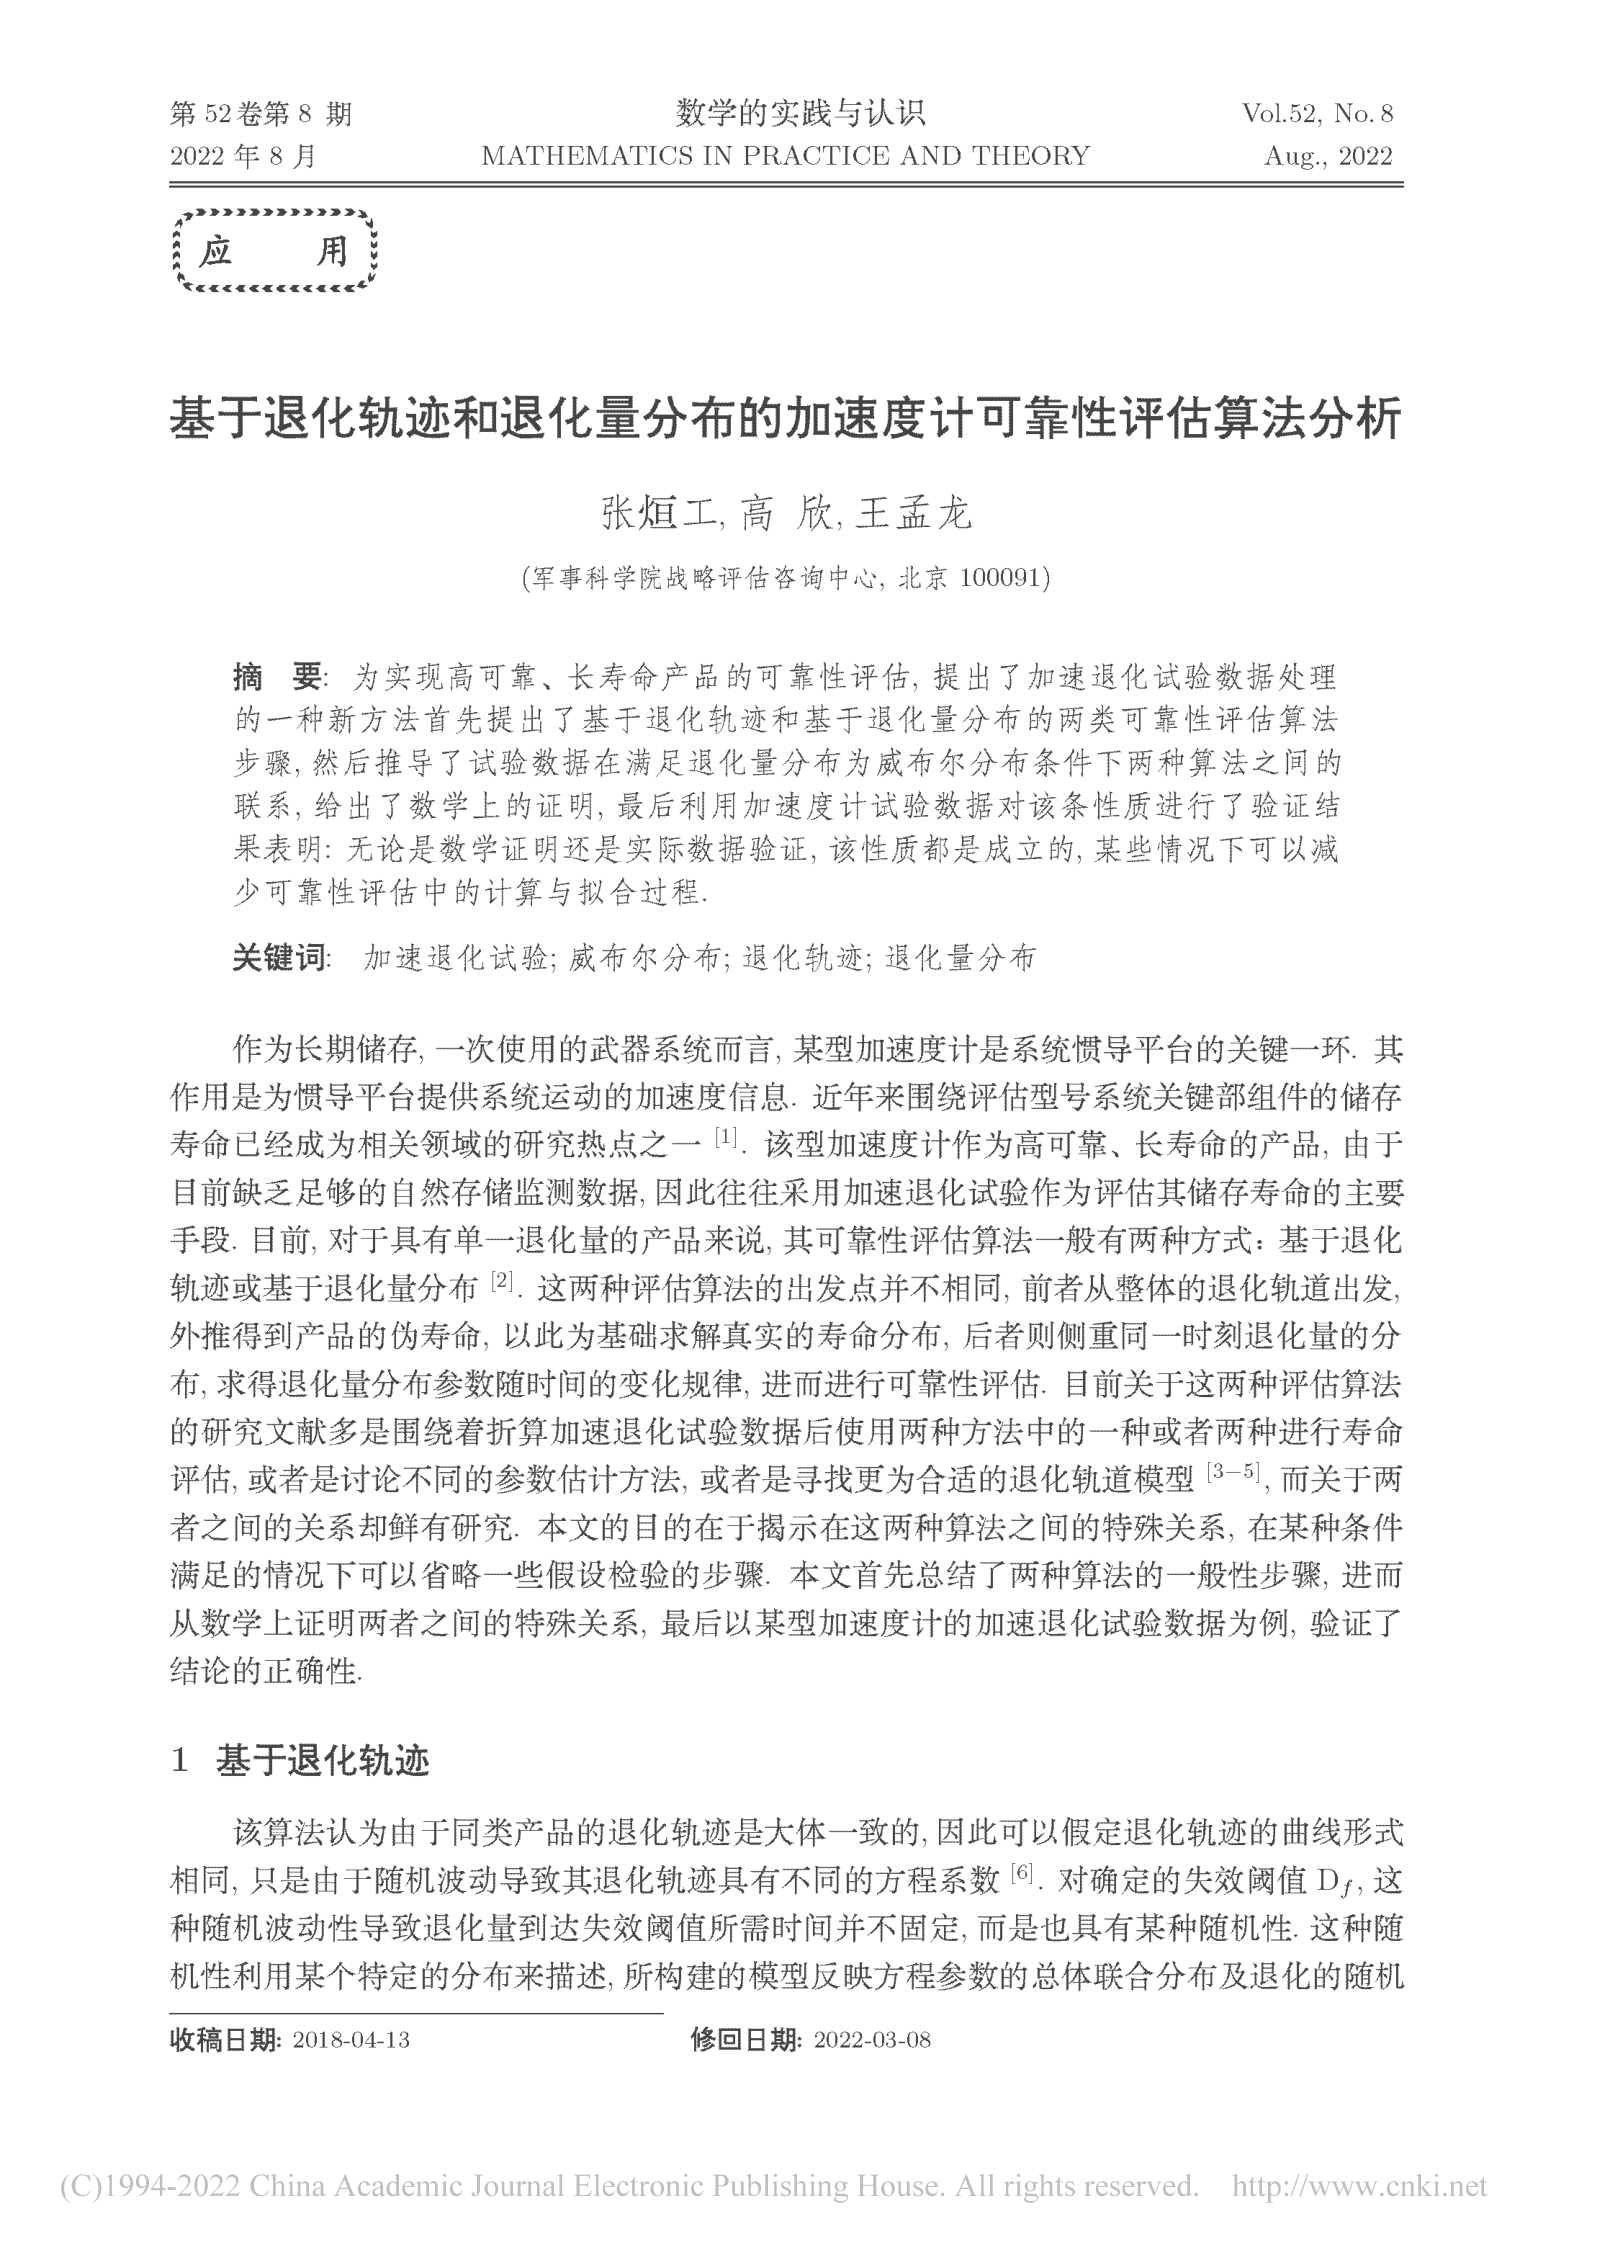 第 52 卷第 8 期 数学的实践与认识 Vol.52, No. 8
2022 年 8 月 MATHEMATICS IN PRACTICE AND THEORY Aug., 2022
应 用
基于退化轨迹和退化量分布的加速度计可靠性评估算法分析
张烜工, 高 欣, 王孟龙
(军事科学院战略评估咨询中心, 北京 100091)
摘 要: 为实现高可靠、长寿命产品的可靠性评估, 提出了加速退化试验数据处理
的一种新方法首先提出了基于退化轨迹和基于退化量分布的两类可靠性评估算法
步骤, 然后推导了试验数据在满足退化量分布为威布尔分布条件下两种算法之间的
联系, 给出了数学上的证明, 最后利用加速度计试验数据对该条性质进行了验证结
果表明: 无论是数学证明还是实际数据验证, 该性质都是成立的, 某些情况下可以减
少可靠性评估中的计算与拟合过程.
关键词: 加速退化试验; 威布尔分布; 退化轨迹; 退化量分布
作为长期储存, 一次使用的武器系统而言, 某型加速度计是系统惯导平台的关键一环. 其
作用是为惯导平台提供系统运动的加速度信息. 近年来围绕评估型号系统关键部组件的储存
寿命已经成为相关领域的研究热点之一 [1]. 该型加速度计作为高可靠、长寿命的产品, 由于
目前缺乏足够的自然存储监测数据, 因此往往采用加速退化试验作为评估其储存寿命的主要
手段. 目前, 对于具有单一退化量的产品来说, 其可靠性评估算法一般有两种方式: 基于退化
轨迹或基于退化量分布 [2]. 这两种评估算法的出发点并不相同, 前者从整体的退化轨道出发,
外推得到产品的伪寿命, 以此为基础求解真实的寿命分布, 后者则侧重同一时刻退化量的分
布, 求得退化量分布参数随时间的变化规律, 进而进行可靠性评估. 目前关于这两种评估算法
的研究文献多是围绕着折算加速退化试验数据后使用两种方法中的一种或者两种进行寿命
评估, 或者是讨论不同的参数估计方法, 或者是寻找更为合适的退化轨道模型 [3−5], 而关于两
者之间的关系却鲜有研究. 本文的目的在于揭示在这两种算法之间的特殊关系, 在某种条件
满足的情况下可以省略一些假设检验的步骤. 本文首先总结了两种算法的一般性步骤, 进而
从数学上证明两者之间的特殊关系, 最后以某型加速度计的加速退化试验数据为例, 验证了
结论的正确性.
1 基于退化轨迹
该算法认为由于同类产品的退化轨迹是大体一致的, 因此可以假定退化轨迹的曲线形式
相同, 只是由于随机波动导致其退化轨迹具有不同的方程系数 [6]. 对确定的失效阈值 Df, 这
种随机波动性导致退化量到达失效阈值所需时间并不固定, 而是也具有某种随机性. 这种随
机性利用某个特定的分布来描述, 所构建的模型反映方程参数的总体联合分布及退化的随机
收稿日期: 2018-04-13 修回日期: 2022-03-08
(C)1994-2022 China Academic Journal Electronic Publishing House. All rights reserved. http://www.cnki.net